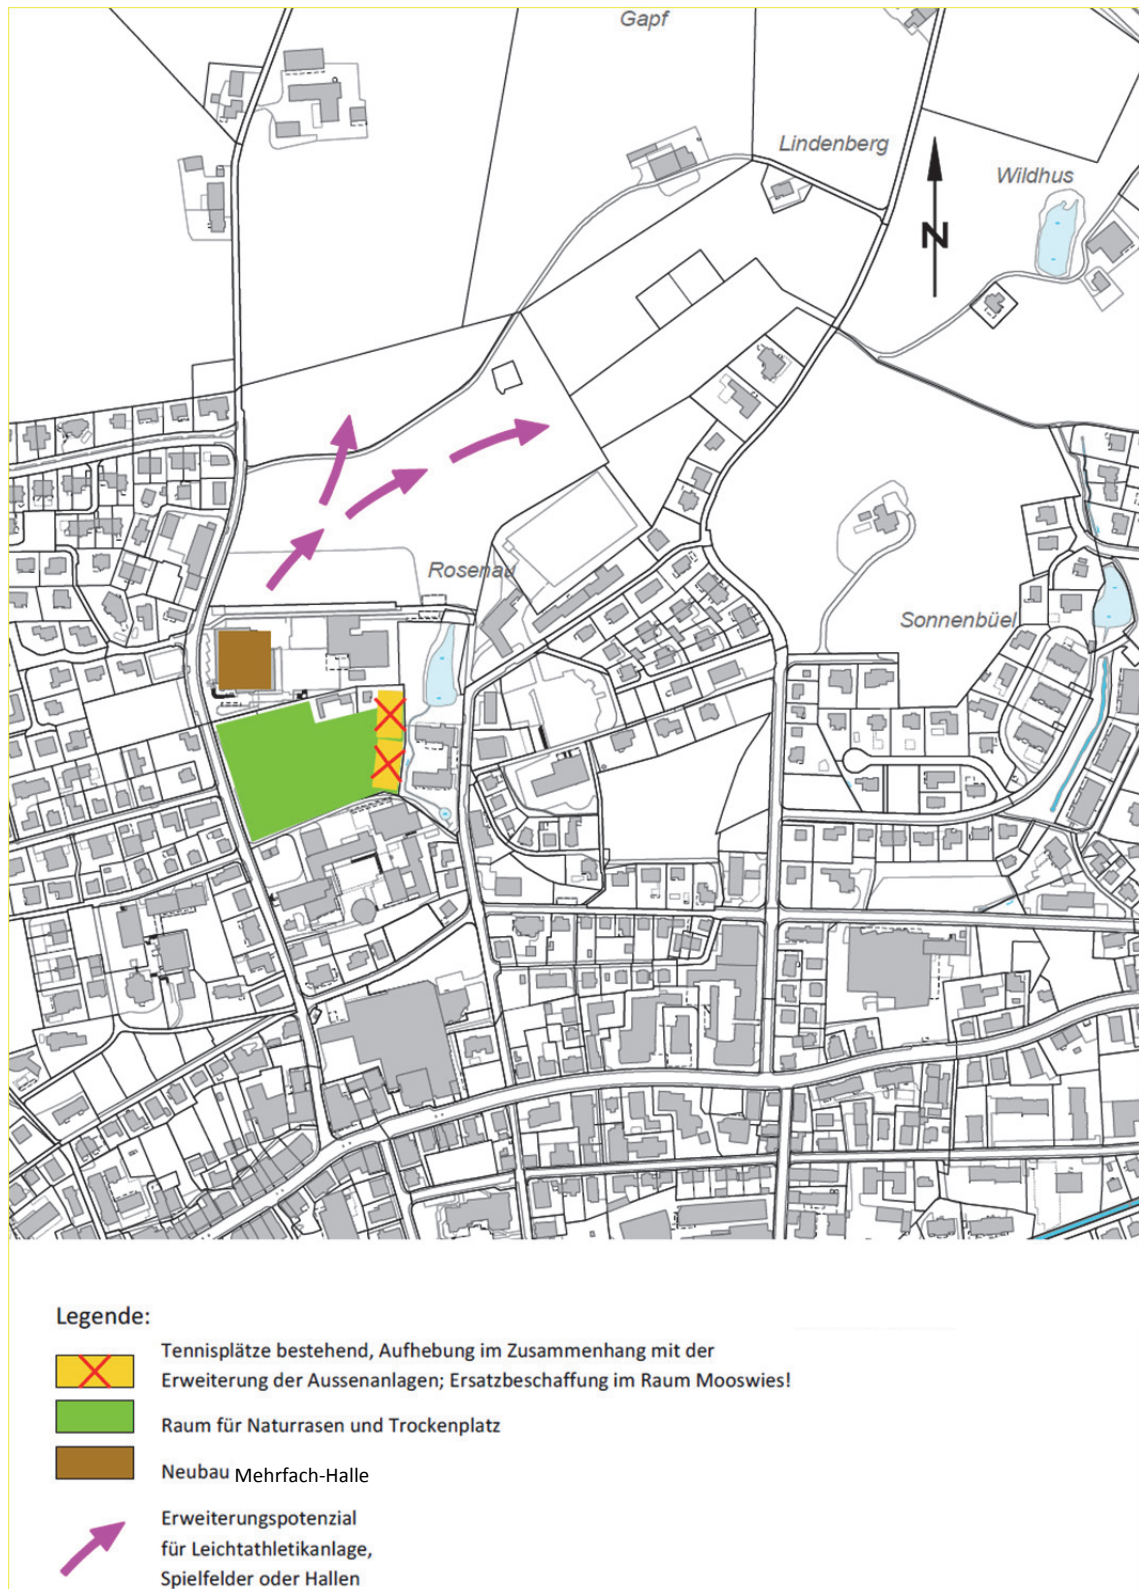 Gapf
Lindenberg
Wildhus
N
Rosenau
Sonnenbüel
Legende:
Tennisplätze bestehend, Aufhebung im Zusammenhang mit der
Erweiterung der Aussenanlagen; Ersatzbeschaffung im Raum Mooswies!
Raum für Naturrasen und Trockenplatz
Neubau Mehrfach-Halle
Erweiterungspotenzial
für Leichtathletikanlage,
Spielfelder oder Hallen